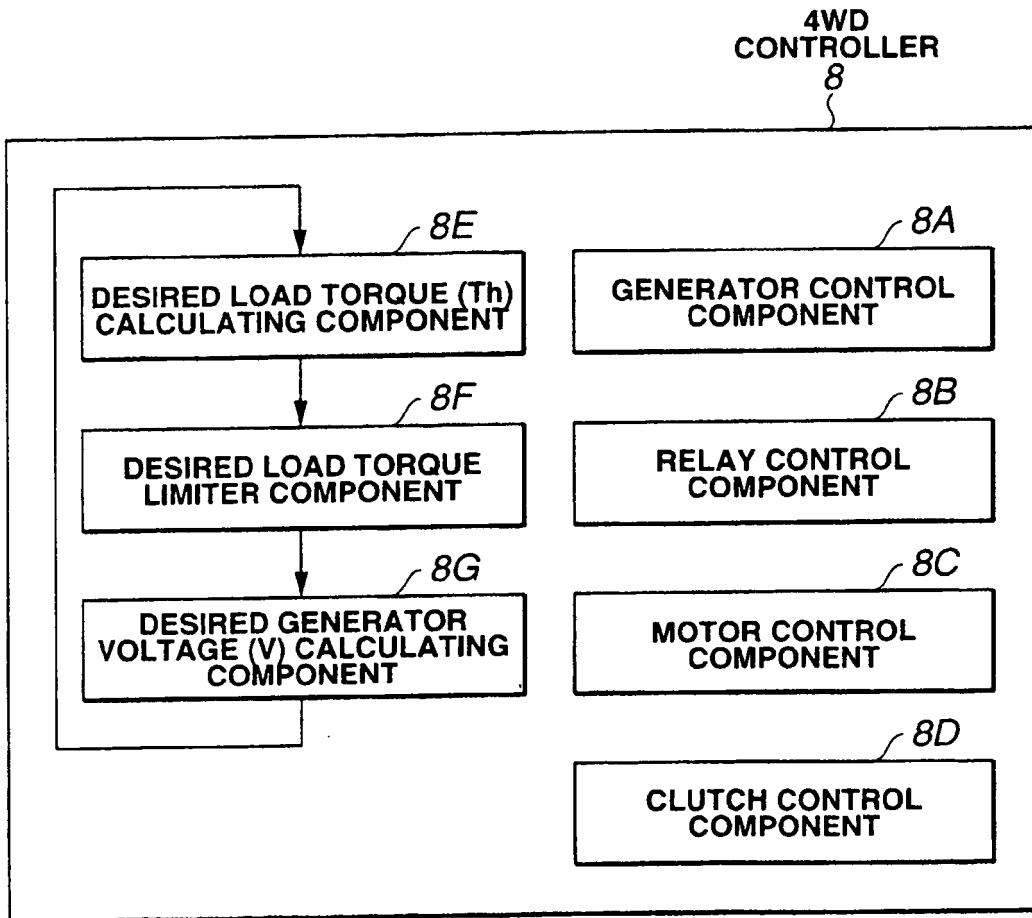 4WD
CONTROLLER
8
8E
DESIRED LOAD TORQUE (Th)
CALCULATING COMPONENT
8F
DESIRED LOAD TORQUE
LIMITER COMPONENT
8G
DESIRED GENERATOR
VOLTAGE (V) CALCULATING
COMPONENT
8A
GENERATOR CONTROL
COMPONENT
8B
RELAY CONTROL
COMPONENT
8C
MOTOR CONTROL
COMPONENT
8D
CLUTCH CONTROL
COMPONENT